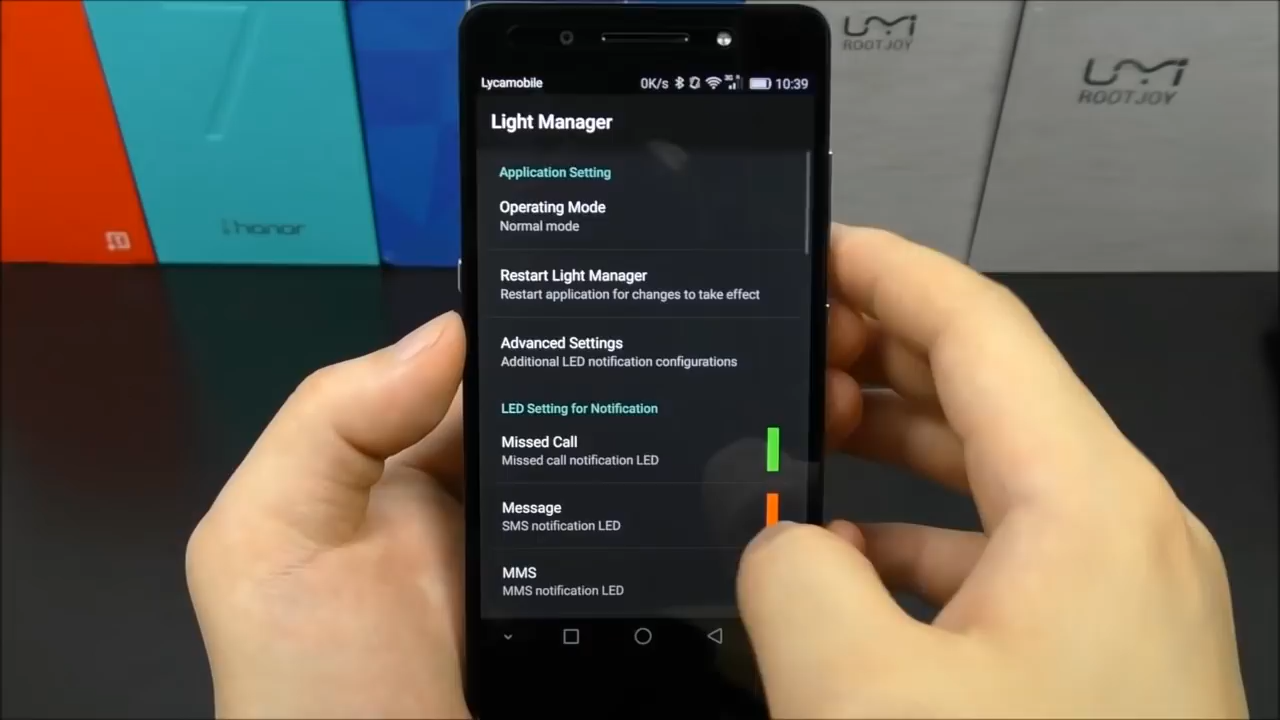 UMi
ROOTJOY
UMi
ROOTJOY
7
honor
Lycamobile
0K/s
10:39
Light Manager
Application Setting
Operating Mode
Normal mode
Restart Light Manager
Restart application for changes to take effect
Advanced Settings
Additional LED notification configurations
LED Setting for Notification
Missed Call
Missed call notification LED
Message
SMS notification LED
MMS
MMS notification LED